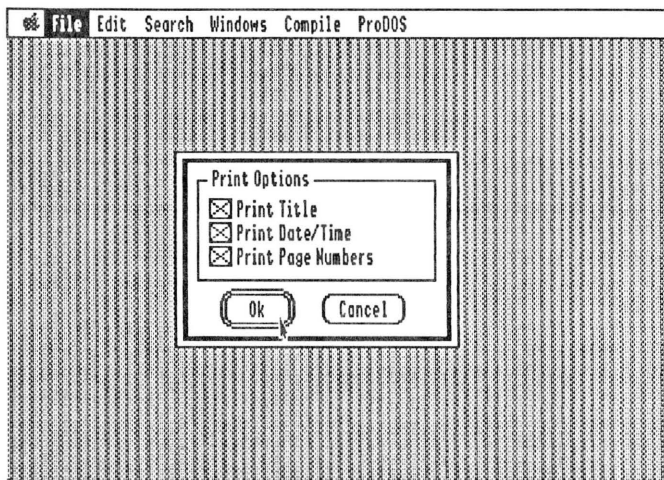 File Edit Search Windows Compile ProDOS
Print Options
Print Title
Print Date/Time
Print Page Numbers
Ok Cancel